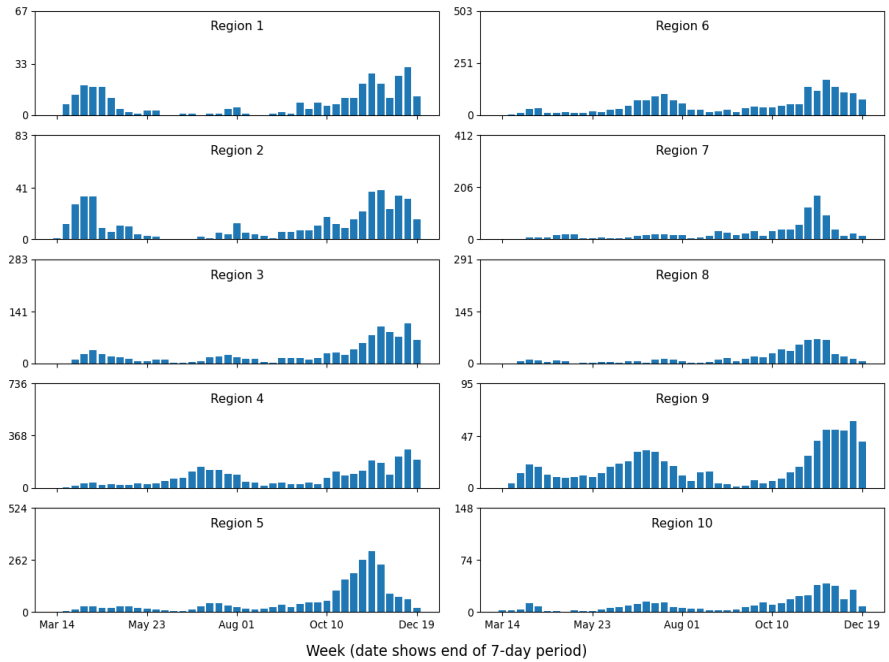 67
33
0
Region 1
503
251
0
Region 6
83
41
0
Region 2
412
206
0
Region 7
283
141
0
Region 3
291
145
0
Region 8
736
368
0
Region 4
95
47
0
Region 9
524
262
0
Region 5
148
74
0
Region 10
Mar 14 May 23 Aug 01 Oct 10 Dec 19
Mar 14 May 23 Aug 01 Oct 10 Dec 19
Week (date shows end of 7-day period)